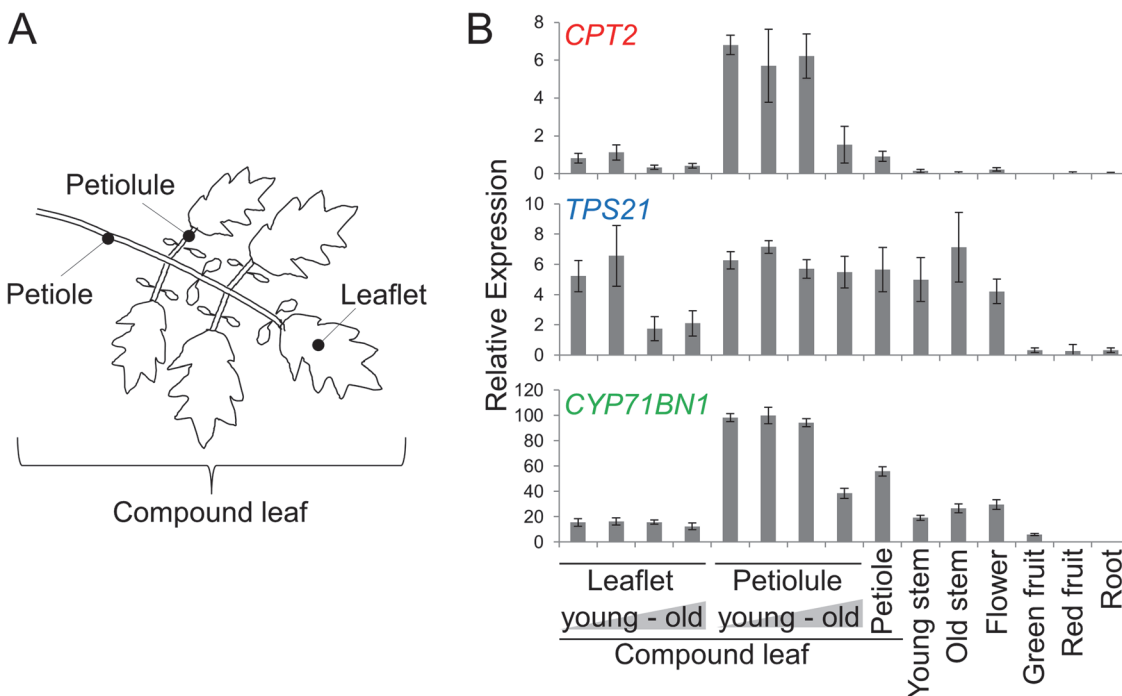 A
Petiolule
Petiole
Leaflet
Compound leaf
B
Relative Expression
CPT2
8
6
4
2
0
TPS21
10
8
6
4
2
0
CYP71BN1
120
100
80
60
40
20
0
Leaflet
young - old
Petiolule
young - old
Petiole
Compound leaf
Young stem
Old stem
Flower
Green fruit
Red fruit
Root